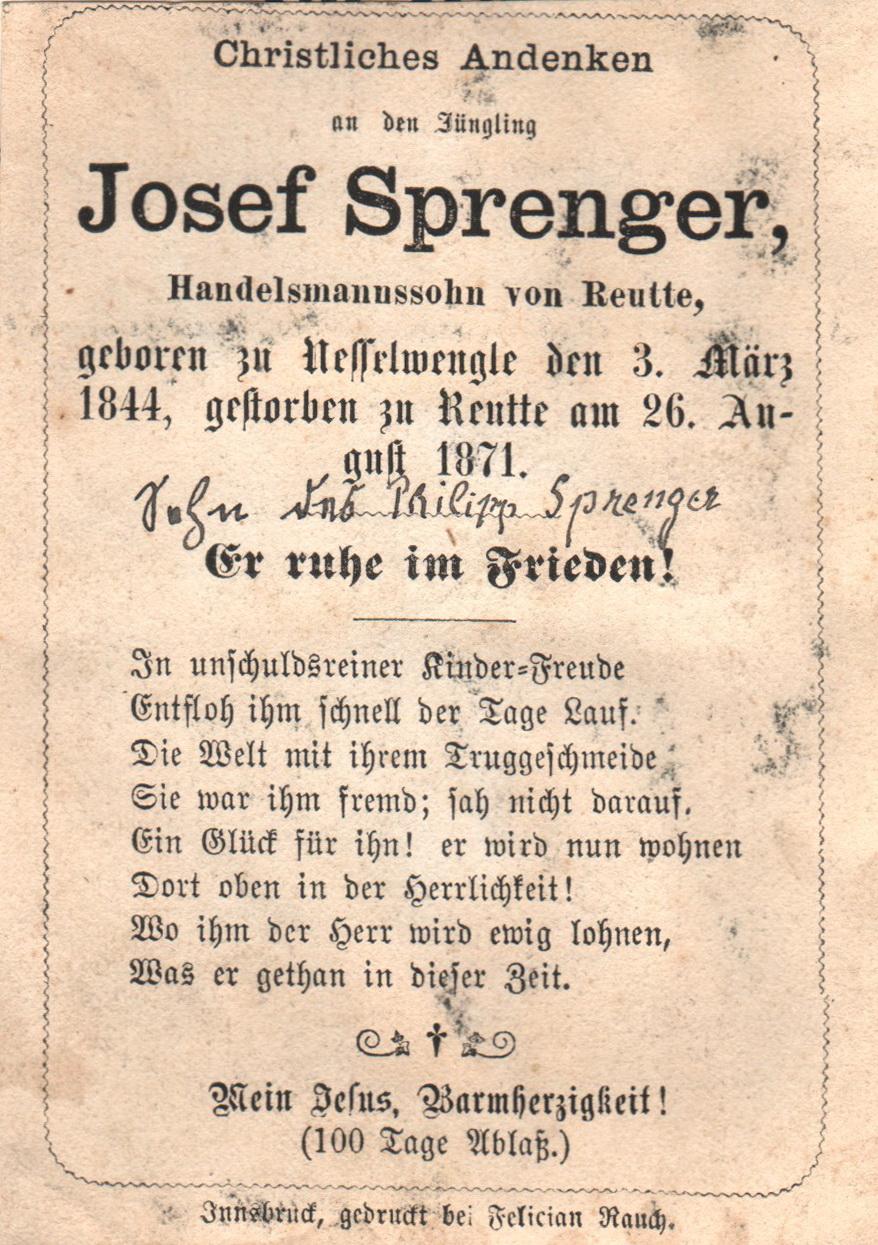 Christliches Andenken
an den Jüngling
Josef Sprenger,
Handelsmannssohn von Reutte,
geboren zu Nesselwengle den 3. März
1844, gestorben zu Reutte am 26. Au-
gust 1871.
Sohn des Philipp Sprenger
Er ruhe im Frieden!
In unschuldsreiner Kinder-Freude
Entfloh ihm schnell der Tage Lauf.
Die Welt mit ihrem Truggeschmeide
Sie war ihm fremd; sah nicht darauf.
Ein Glück für ihn! er wird nun wohnen
Dort oben in der Herrlichkeit!
Wo ihm der Herr wird ewig lohnen,
Was er gethan in dieser Zeit.
†
Mein Jesus, Barmherzigkeit!
(100 Tage Ablaß.)
Innsbruck, gedruckt bei Felician Rauch.